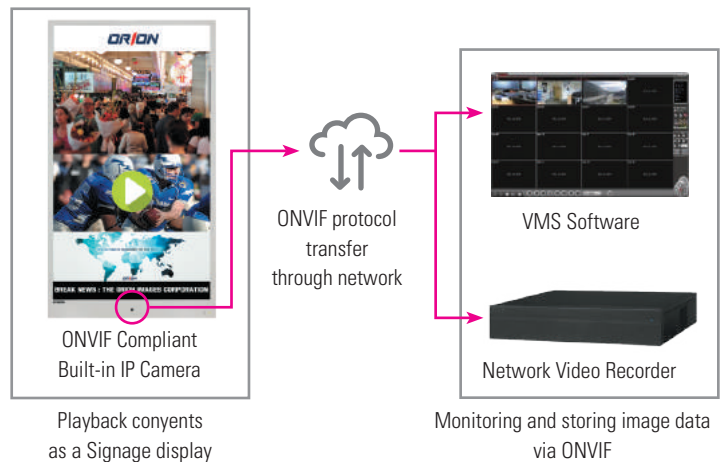 ORION
BREAK NEWS : THE ORION IMAGES CORPORATION
ONVIF Compliant
Built-in IP Camera
Playback conyents
as a Signage display
ONVIF protocol
transfer
through network
VMS Software
Network Video Recorder
Monitoring and storing image data
via ONVIF